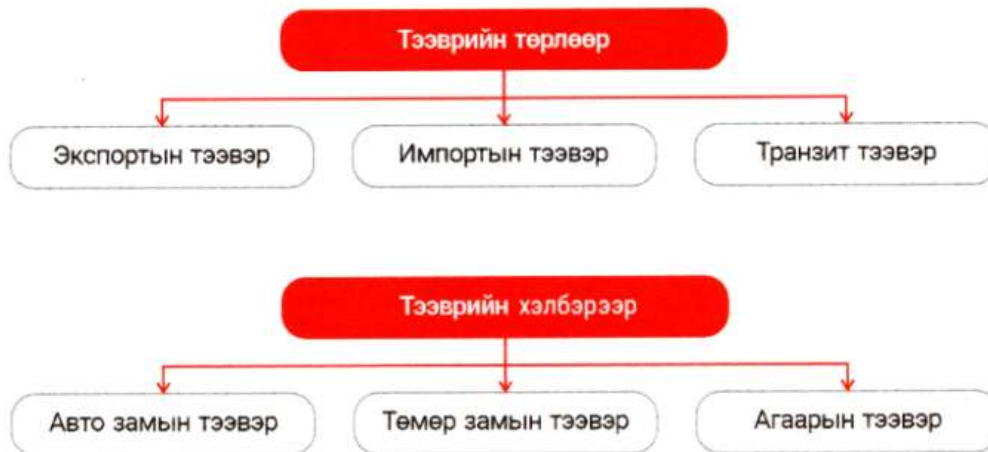 Тээврийн төрлөөр
Экспортын тээвэр
Импортын тээвэр
Транзит тээвэр
Тээврийн хэлбэрээр
Авто замын тээвэр
Төмөр замын тээвэр
Агаарын тээвэр